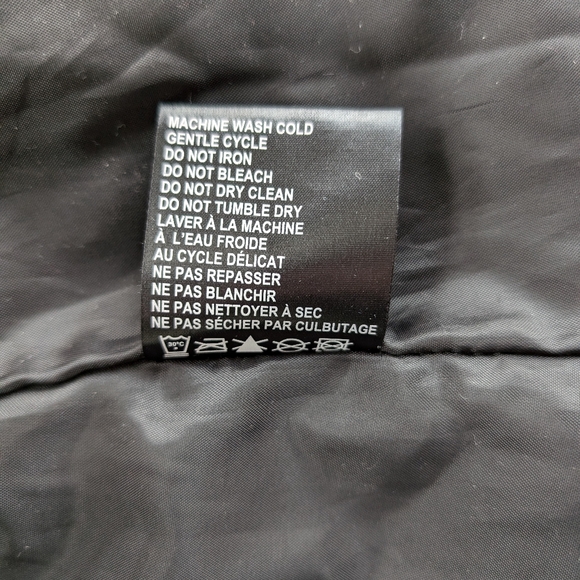 MACHINE WASH COLD
GENTLE CYCLE
DO NOT IRON
DO NOT BLEACH
DO NOT DRY CLEAN
DO NOT TUMBLE DRY
LAVER À LA MACHINE
À L'EAU FROIDE
AU CYCLE DÉLICAT
NE PAS REPASSER
NE PAS BLANCHIR
NE PAS NETTOYER À SEC
NE PAS SÉCHER PAR CULBUTAGE
30°C